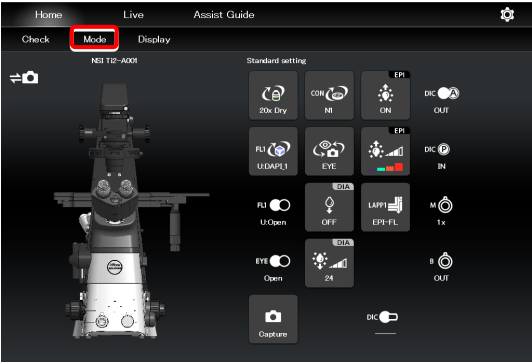 Home Live Assist Guide
Check Mode Display
NSI Ti2-A001 Standard setting
EPI
CON DIC A
20x Dry N1 ON OUT
EPI
FL1 DIC P
U:DAPI_1 EYE IN
DIA
FL1 LAPP1 M
U:Open OFF EPI-FL 1x
DIA
EYE B
Open 24 OUT
DIC
Capture